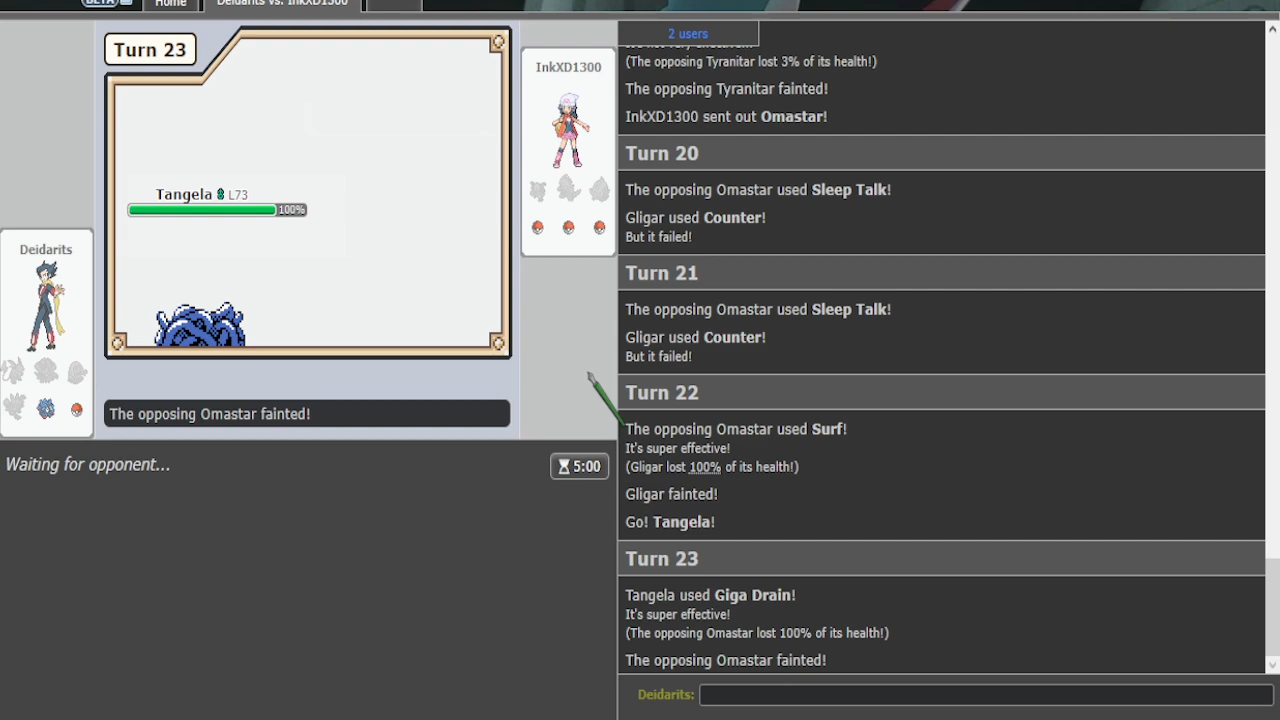 BETA
Home
Deidarits vs. InkXD1300
Turn 23
InkXD1300
Tangela L73
100%
Deidarits
The opposing Omastar fainted!
Waiting for opponent...
5:00
2 users
(The opposing Tyranitar lost 3% of its health!)
The opposing Tyranitar fainted!
InkXD1300 sent out Omastar!
Turn 20
The opposing Omastar used Sleep Talk!
Gligar used Counter!
But it failed!
Turn 21
The opposing Omastar used Sleep Talk!
Gligar used Counter!
But it failed!
Turn 22
The opposing Omastar used Surf!
It's super effective!
(Gligar lost 100% of its health!)
Gligar fainted!
Go! Tangela!
Turn 23
Tangela used Giga Drain!
It's super effective!
(The opposing Omastar lost 100% of its health!)
The opposing Omastar fainted!
Deidarits: